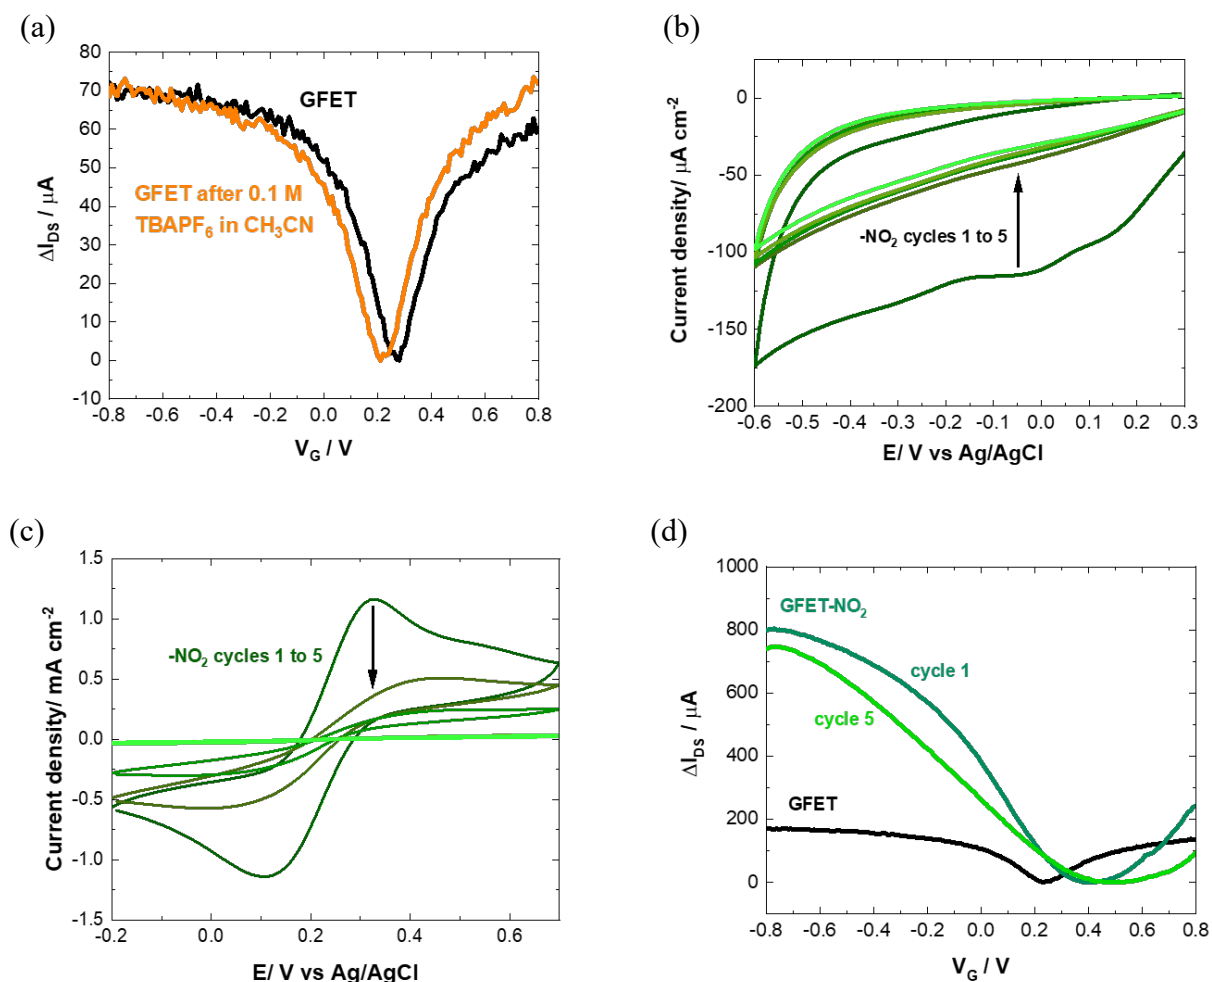 (a)
80
70
60
50
40
30
20
10
0
-10
ΔI_DS / µA
GFET
GFET after 0.1 M
TBAPF₆ in CH₃CN
-0.8 -0.6 -0.4 -0.2 0.0 0.2 0.4 0.6 0.8
V_G / V
(b)
0
-50
-100
-150
-200
Current density/ µA cm⁻²
-NO₂ cycles 1 to 5
-0.6 -0.5 -0.4 -0.3 -0.2 -0.1 0.0 0.1 0.2 0.3
E/ V vs Ag/AgCl
(c)
1.5
1.0
0.5
0.0
-0.5
-1.0
-1.5
Current density/ mA cm⁻²
-NO₂ cycles 1 to 5
-0.2 0.0 0.2 0.4 0.6
E/ V vs Ag/AgCl
(d)
1000
800
600
400
200
0
ΔI_DS / µA
GFET-NO₂
cycle 1
cycle 5
GFET
-0.8 -0.6 -0.4 -0.2 0.0 0.2 0.4 0.6 0.8
V_G / V